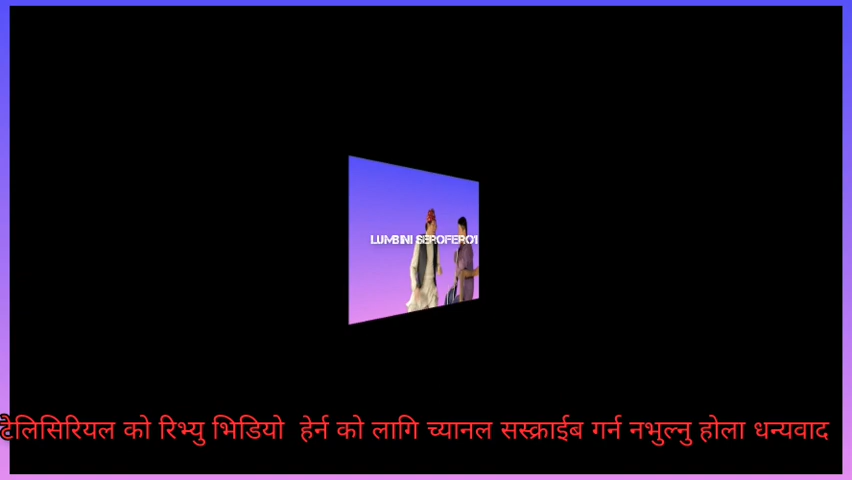 LUMBINI SEROFERO1
टेलिसिरियल को रिभ्यु भिडियो हेर्न को लागि च्यानल सस्क्राईब गर्न नभुल्नु होला धन्यवाद